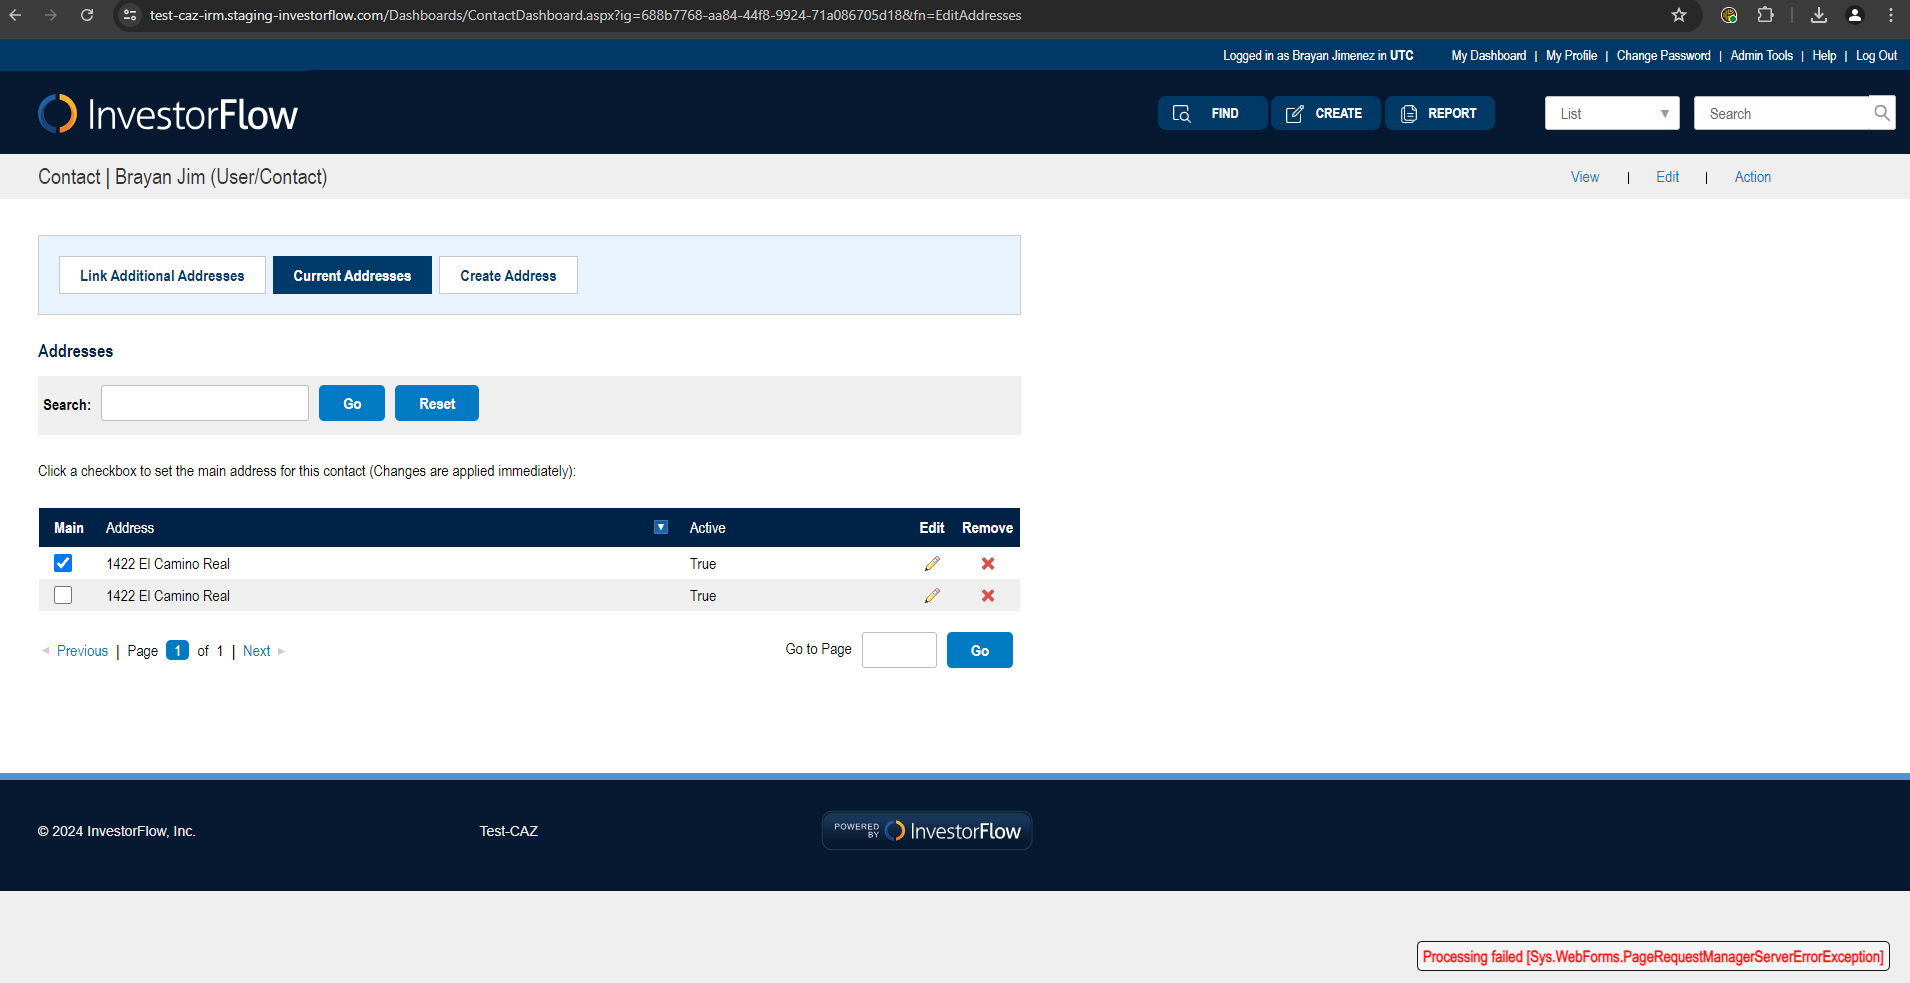 test-caz-irm.staging-investorflow.com/Dashboards/ContactDashboard.aspx?ig=688b7768-aa84-44f8-9924-71a086705d18&fn=EditAddresses
Logged in as Brayan Jimenez in UTC My Dashboard | My Profile | Change Password | Admin Tools | Help | Log Out
InvestorFlow FIND CREATE REPORT List Search
Contact | Brayan Jim (User/Contact) View | Edit | Action
Link Additional Addresses Current Addresses Create Address
Addresses
Search: Go Reset
Click a checkbox to set the main address for this contact (Changes are applied immediately):
Main Address Active Edit Remove
1422 El Camino Real True
1422 El Camino Real True
Previous | Page 1 of 1 | Next Go to Page Go
© 2024 InvestorFlow, Inc. Test-CAZ POWERED BY InvestorFlow
Processing failed [Sys.WebForms.PageRequestManagerServerErrorException]